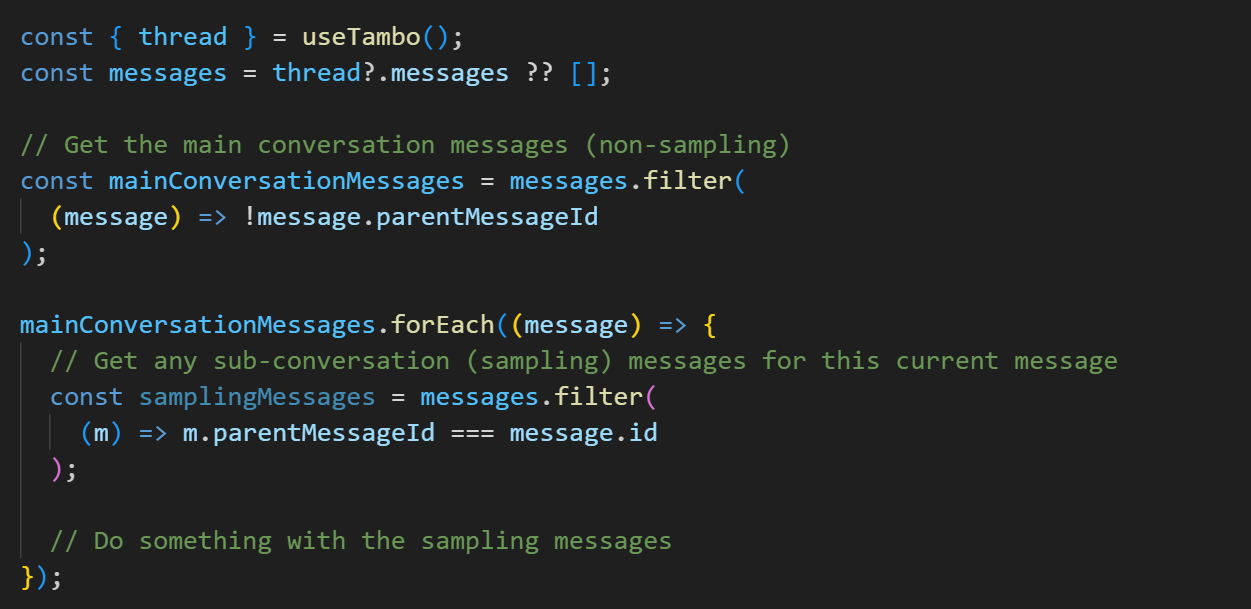 const { thread } = useTambo();
const messages = thread?.messages ?? [];

// Get the main conversation messages (non-sampling)
const mainConversationMessages = messages.filter(
  (message) => !message.parentMessageId
);

mainConversationMessages.forEach((message) => {
  // Get any sub-conversation (sampling) messages for this current message
  const samplingMessages = messages.filter(
    (m) => m.parentMessageId === message.id
  );

  // Do something with the sampling messages
});